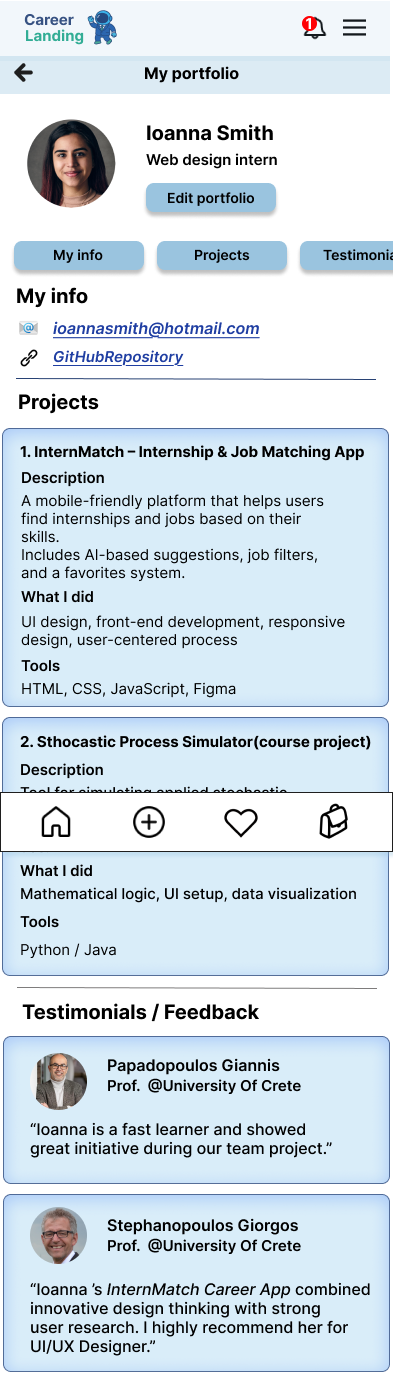 Career
Landing
1
My portfolio
Ioanna Smith
Web design intern
Edit portfolio
My info
Projects
Testimonia
My info
ioannasmith@hotmail.com
GitHubRepository
Projects
1. InternMatch – Internship & Job Matching App
Description
A mobile-friendly platform that helps users
find internships and jobs based on their
skills.
Includes AI-based suggestions, job filters,
and a favorites system.
What I did
UI design, front-end development, responsive
design, user-centered process
Tools
HTML, CSS, JavaScript, Figma
2. Sthocastic Process Simulator(course project)
Description
Tool for simulating applied stochastic
What I did
Mathematical logic, UI setup, data visualization
Tools
Python / Java
Testimonials / Feedback
Papadopoulos Giannis
Prof. @University Of Crete
“Ioanna is a fast learner and showed
great initiative during our team project.”
Stephanopoulos Giorgos
Prof. @University Of Crete
“Ioanna ’s InternMatch Career App combined
innovative design thinking with strong
user research. I highly recommend her for
UI/UX Designer.”